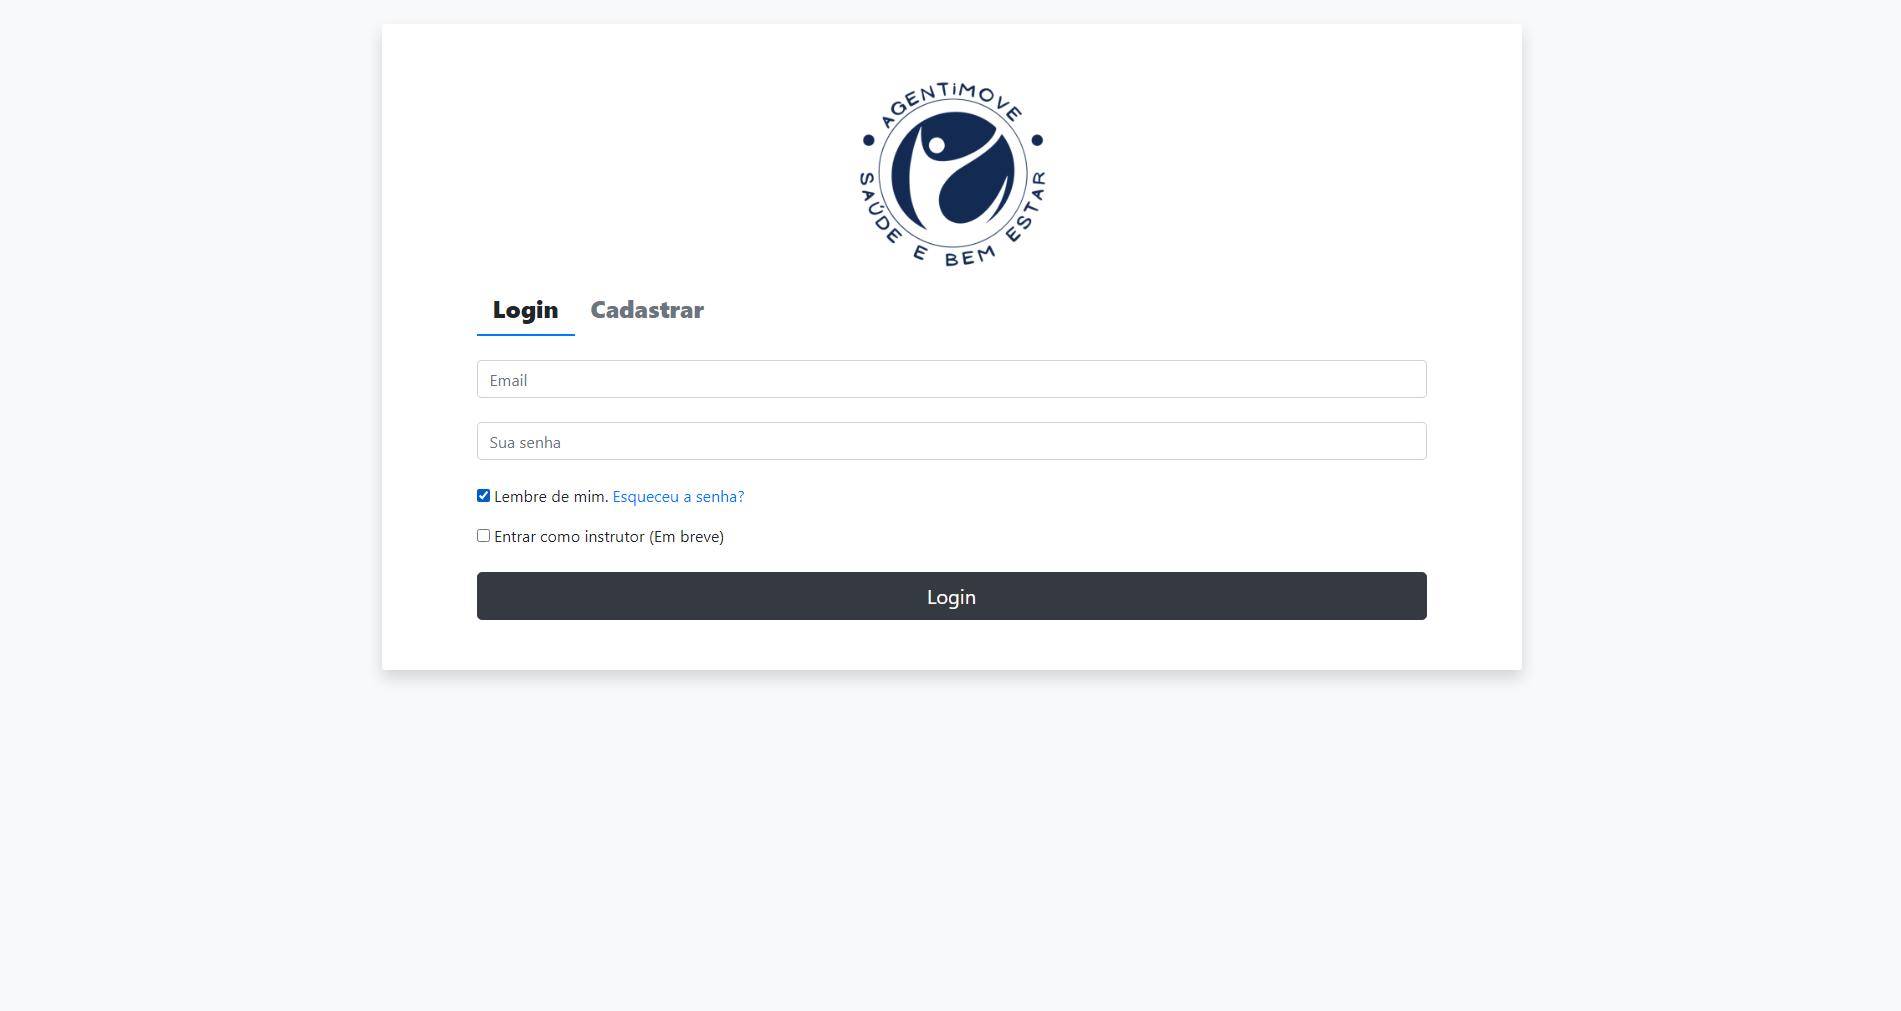 AGENTiMOVE
SAÚDE E BEM ESTAR
Login Cadastrar
Email
Sua senha
Lembre de mim. Esqueceu a senha?
Entrar como instrutor (Em breve)
Login